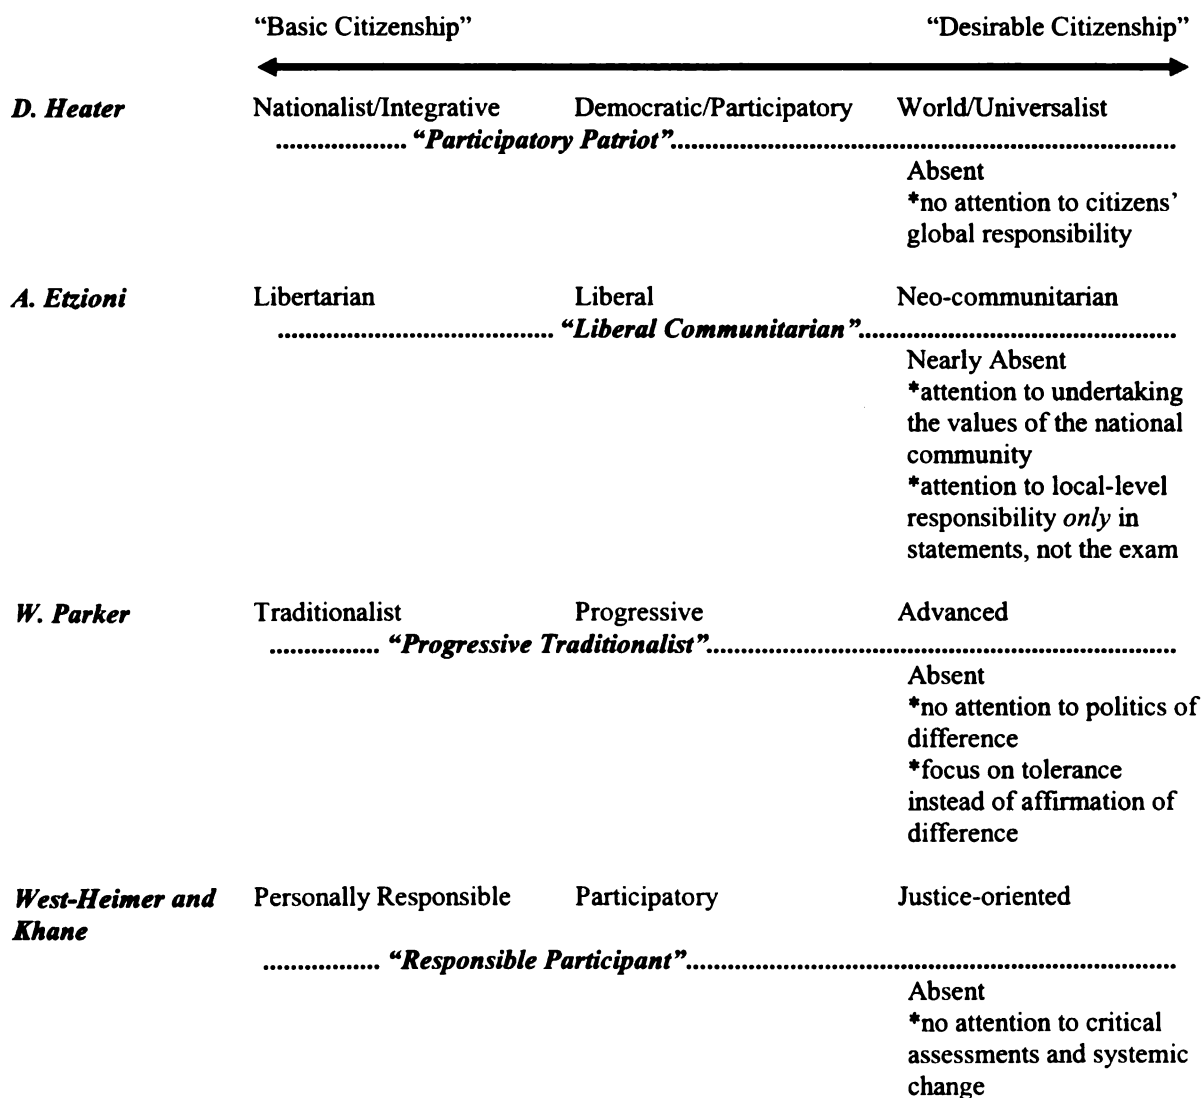 “Basic Citizenship” “Desirable Citizenship”
D. Heater Nationalist/Integrative Democratic/Participatory World/Universalist
.................... “Participatory Patriot”.........................................................................
Absent
*no attention to citizens’
global responsibility
A. Etzioni Libertarian Liberal Neo-communitarian
........................................ “Liberal Communitarian”..............................................
Nearly Absent
*attention to undertaking
the values of the national
community
*attention to local-level
responsibility only in
statements, not the exam
W. Parker Traditionalist Progressive Advanced
................ “Progressive Traditionalist”....................................................................
Absent
*no attention to politics of
difference
*focus on tolerance
instead of affirmation of
difference
West-Heimer and Personally Responsible Participatory Justice-oriented
Khane
................. “Responsible Participant”.......................................................................
Absent
*no attention to critical
assessments and systemic
change